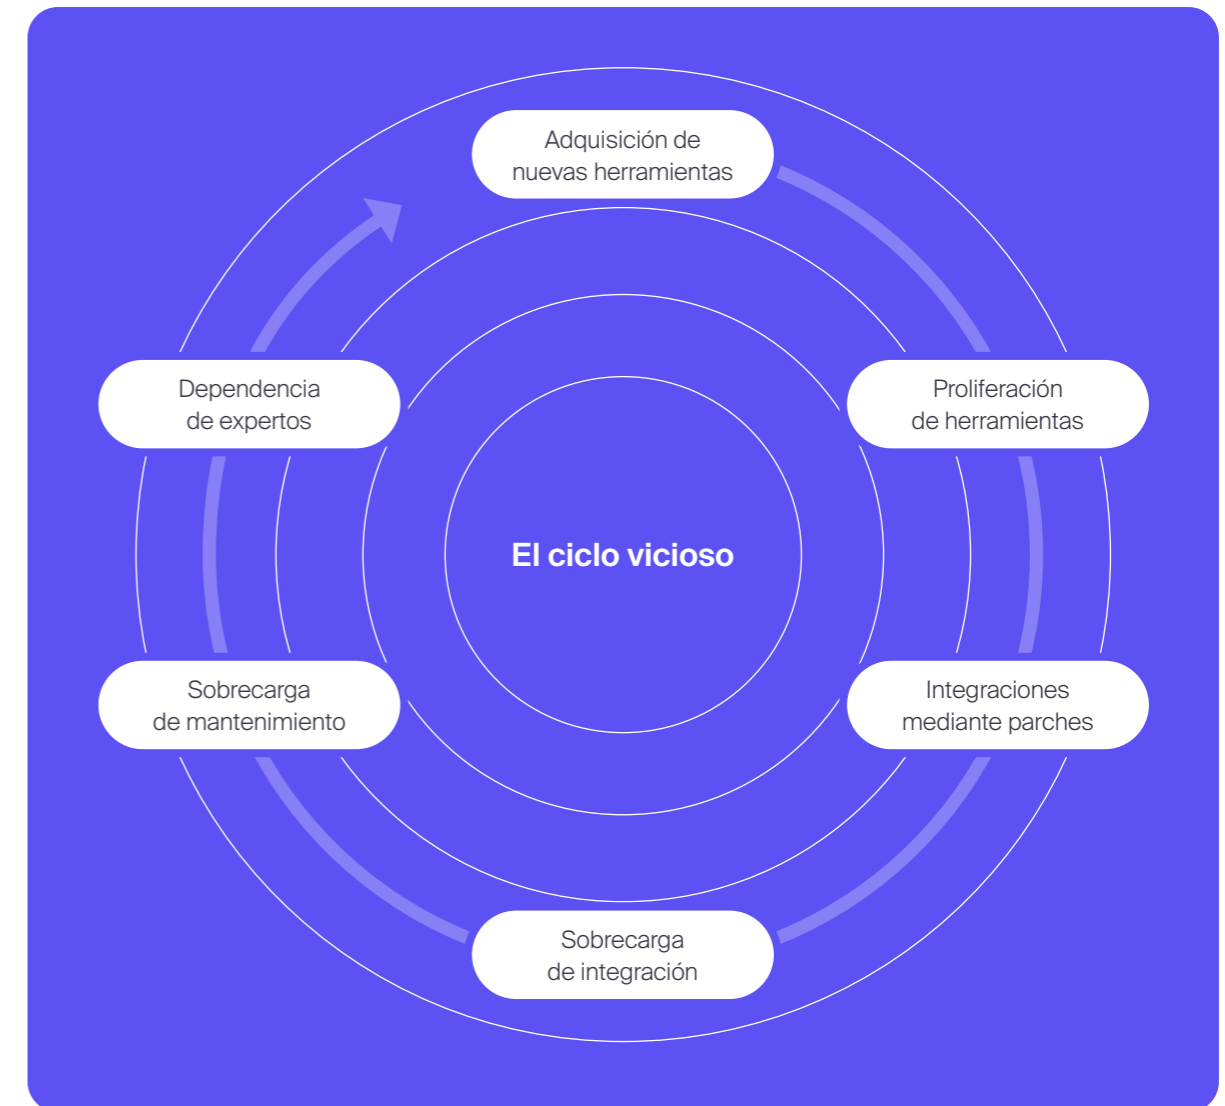 Adquisición de
nuevas herramientas
Proliferación
de herramientas
Integraciones
mediante parches
Sobrecarga
de integración
Sobrecarga
de mantenimiento
Dependencia
de expertos
El ciclo vicioso